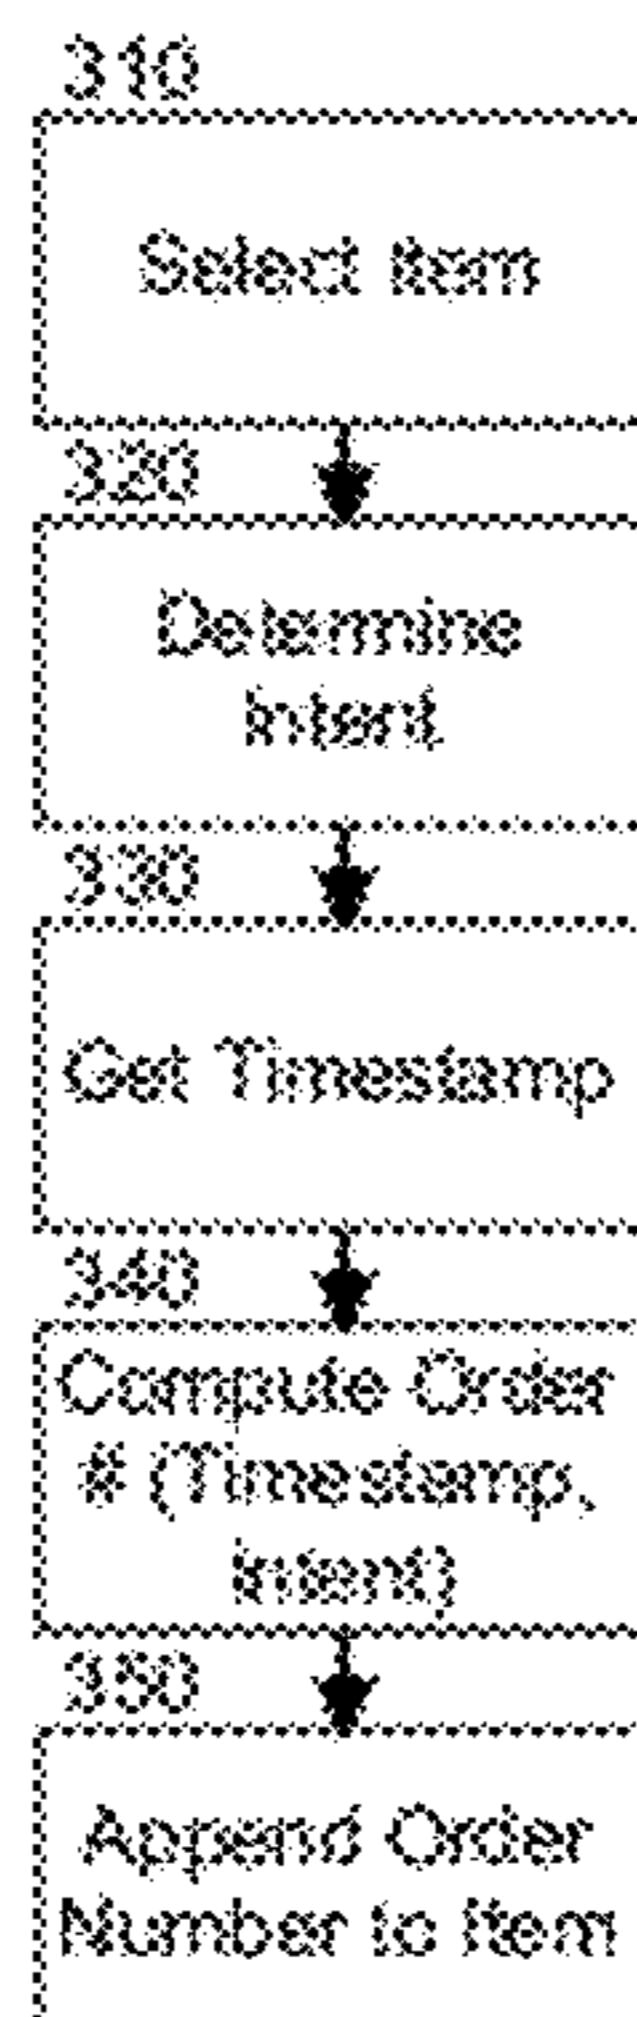 310
Select Item
320
Determine
Intent
330
Get Timestamp
340
Compute Order
# (Timestamp,
Intent)
350
Append Order
Number to Item